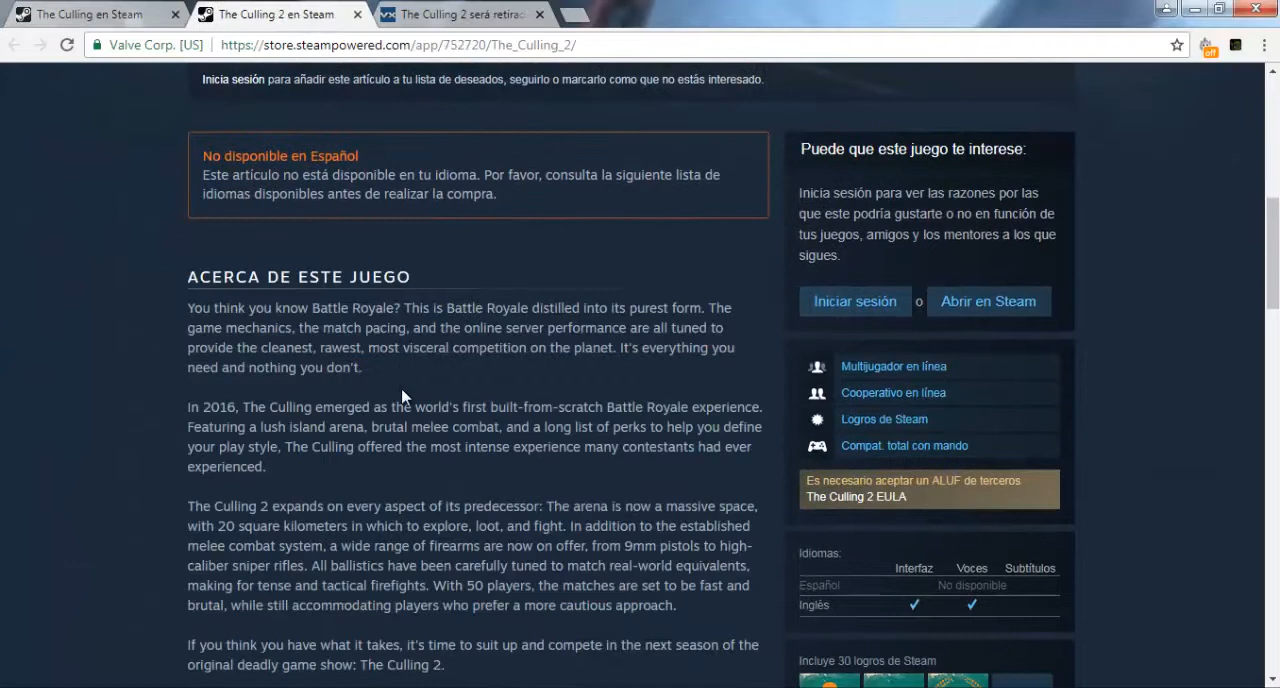 The Culling en Steam
The Culling 2 en Steam
The Culling 2 será retirad
Valve Corp. [US]
https://store.steampowered.com/app/752720/The_Culling_2/
off
Inicia sesión para añadir este artículo a tu lista de deseados, seguirlo o marcarlo como que no estás interesado.
No disponible en Español
Este artículo no está disponible en tu idioma. Por favor, consulta la siguiente lista de
idiomas disponibles antes de realizar la compra.
ACERCA DE ESTE JUEGO
You think you know Battle Royale? This is Battle Royale distilled into its purest form. The
game mechanics, the match pacing, and the online server performance are all tuned to
provide the cleanest, rawest, most visceral competition on the planet. It's everything you
need and nothing you don't.
In 2016, The Culling emerged as the world's first built-from-scratch Battle Royale experience.
Featuring a lush island arena, brutal melee combat, and a long list of perks to help you define
your play style, The Culling offered the most intense experience many contestants had ever
experienced.
The Culling 2 expands on every aspect of its predecessor: The arena is now a massive space,
with 20 square kilometers in which to explore, loot, and fight. In addition to the established
melee combat system, a wide range of firearms are now on offer, from 9mm pistols to high-
caliber sniper rifles. All ballistics have been carefully tuned to match real-world equivalents,
making for tense and tactical firefights. With 50 players, the matches are set to be fast and
brutal, while still accommodating players who prefer a more cautious approach.
If you think you have what it takes, it's time to suit up and compete in the next season of the
original deadly game show: The Culling 2.
Puede que este juego te interese:
Inicia sesión para ver las razones por las
que este podría gustarte o no en función de
tus juegos, amigos y los mentores a los que
sigues.
Iniciar sesión o Abrir en Steam
Multijugador en línea
Cooperativo en línea
Logros de Steam
Compat. total con mando
Es necesario aceptar un ALUF de terceros
The Culling 2 EULA
Idiomas:
Interfaz Voces Subtítulos
Español No disponible
Inglés ✔ ✔
Incluye 30 logros de Steam